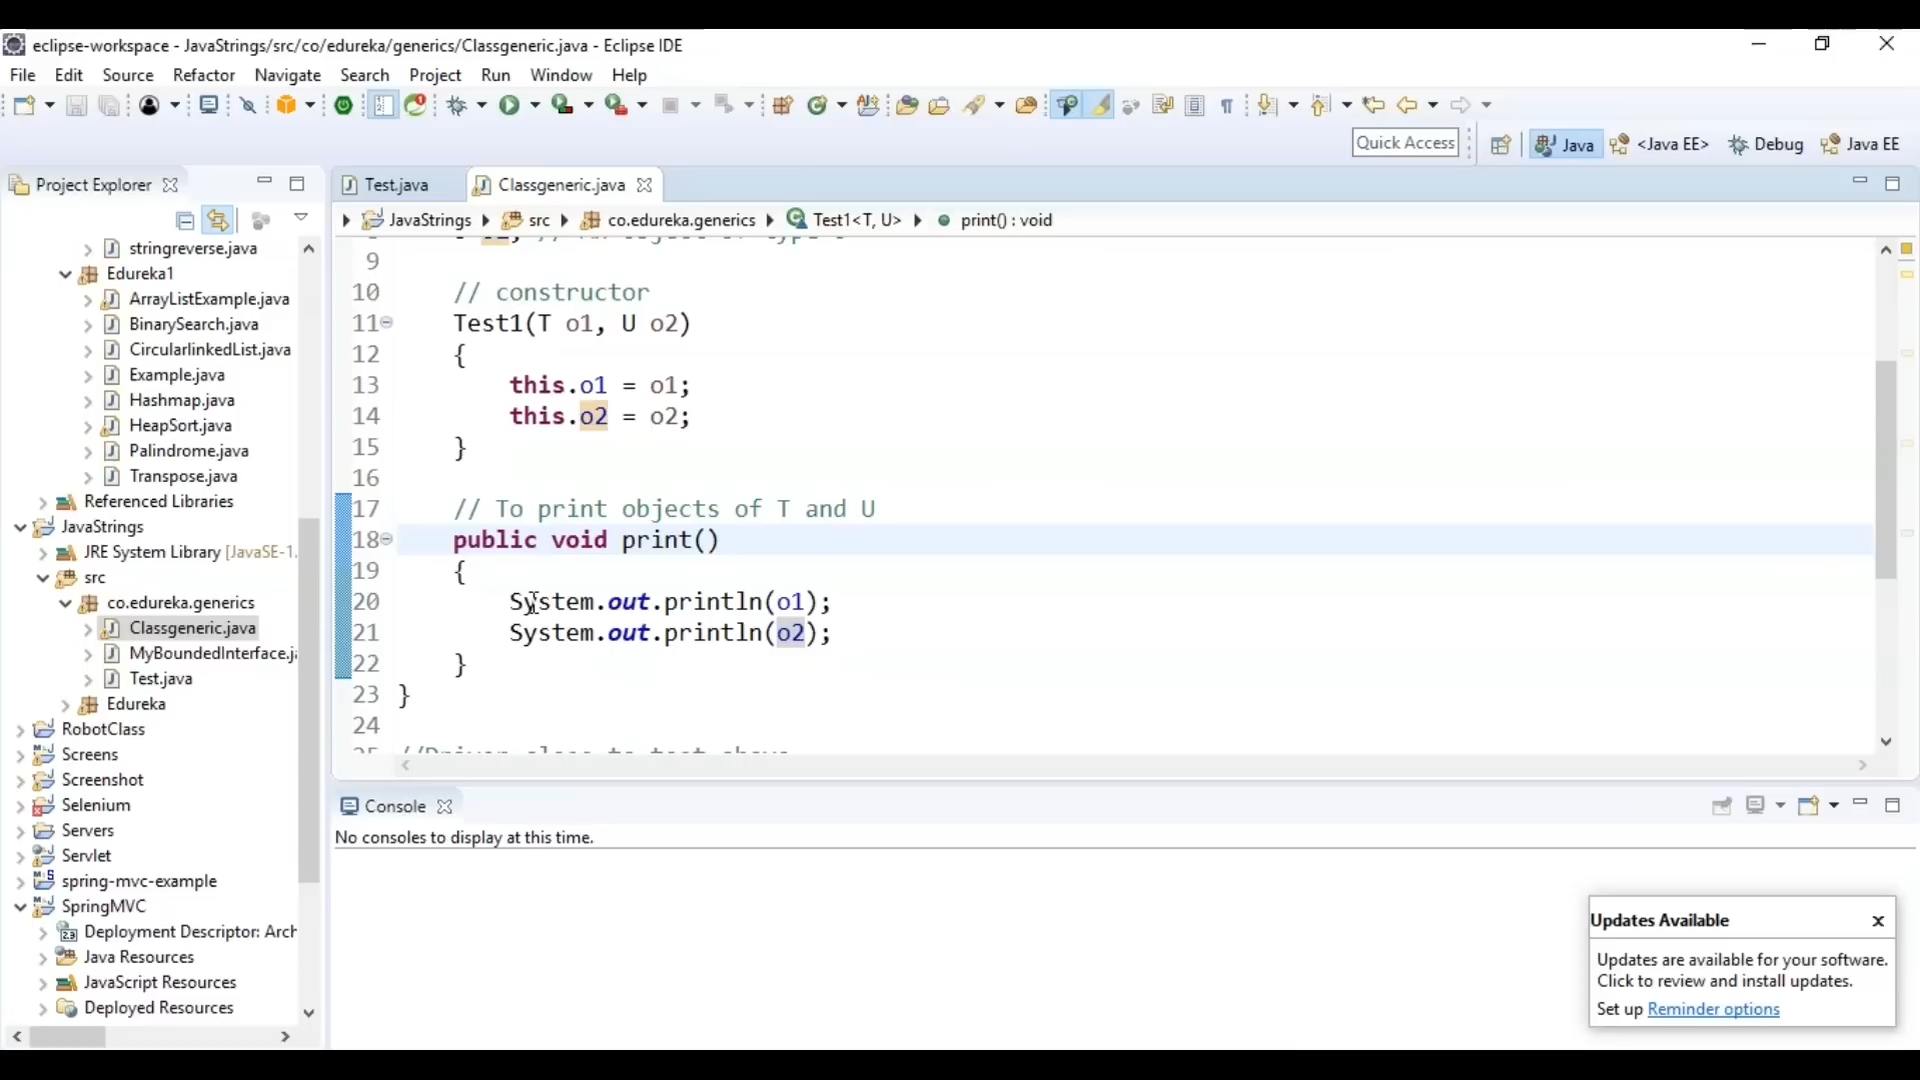 eclipse-workspace - JavaStrings/src/co/edureka/generics/Classgeneric.java - Eclipse IDE
File Edit Source Refactor Navigate Search Project Run Window Help
Quick Access
Java
<Java EE>
Debug
Java EE
Project Explorer
stringreverse.java
Edureka1
ArrayListExample.java
BinarySearch.java
CircularlinkedList.java
Example.java
Hashmap.java
HeapSort.java
Palindrome.java
Transpose.java
Referenced Libraries
JavaStrings
JRE System Library [JavaSE-1.
src
co.edureka.generics
Classgeneric.java
MyBoundedInterface.ja
Test.java
Edureka
RobotClass
Screens
Screenshot
Selenium
Servers
Servlet
spring-mvc-example
SpringMVC
Deployment Descriptor: Arch
Java Resources
JavaScript Resources
Deployed Resources
Test.java
Classgeneric.java
JavaStrings src co.edureka.generics Test1<T, U> print() : void
9
10 // constructor
11 Test1(T o1, U o2)
12 {
13 this.o1 = o1;
14 this.o2 = o2;
15 }
16
17 // To print objects of T and U
18 public void print()
19 {
20 System.out.println(o1);
21 System.out.println(o2);
22 }
23 }
24
Console
No consoles to display at this time.
Updates Available
Updates are available for your software.
Click to review and install updates.
Set up Reminder options